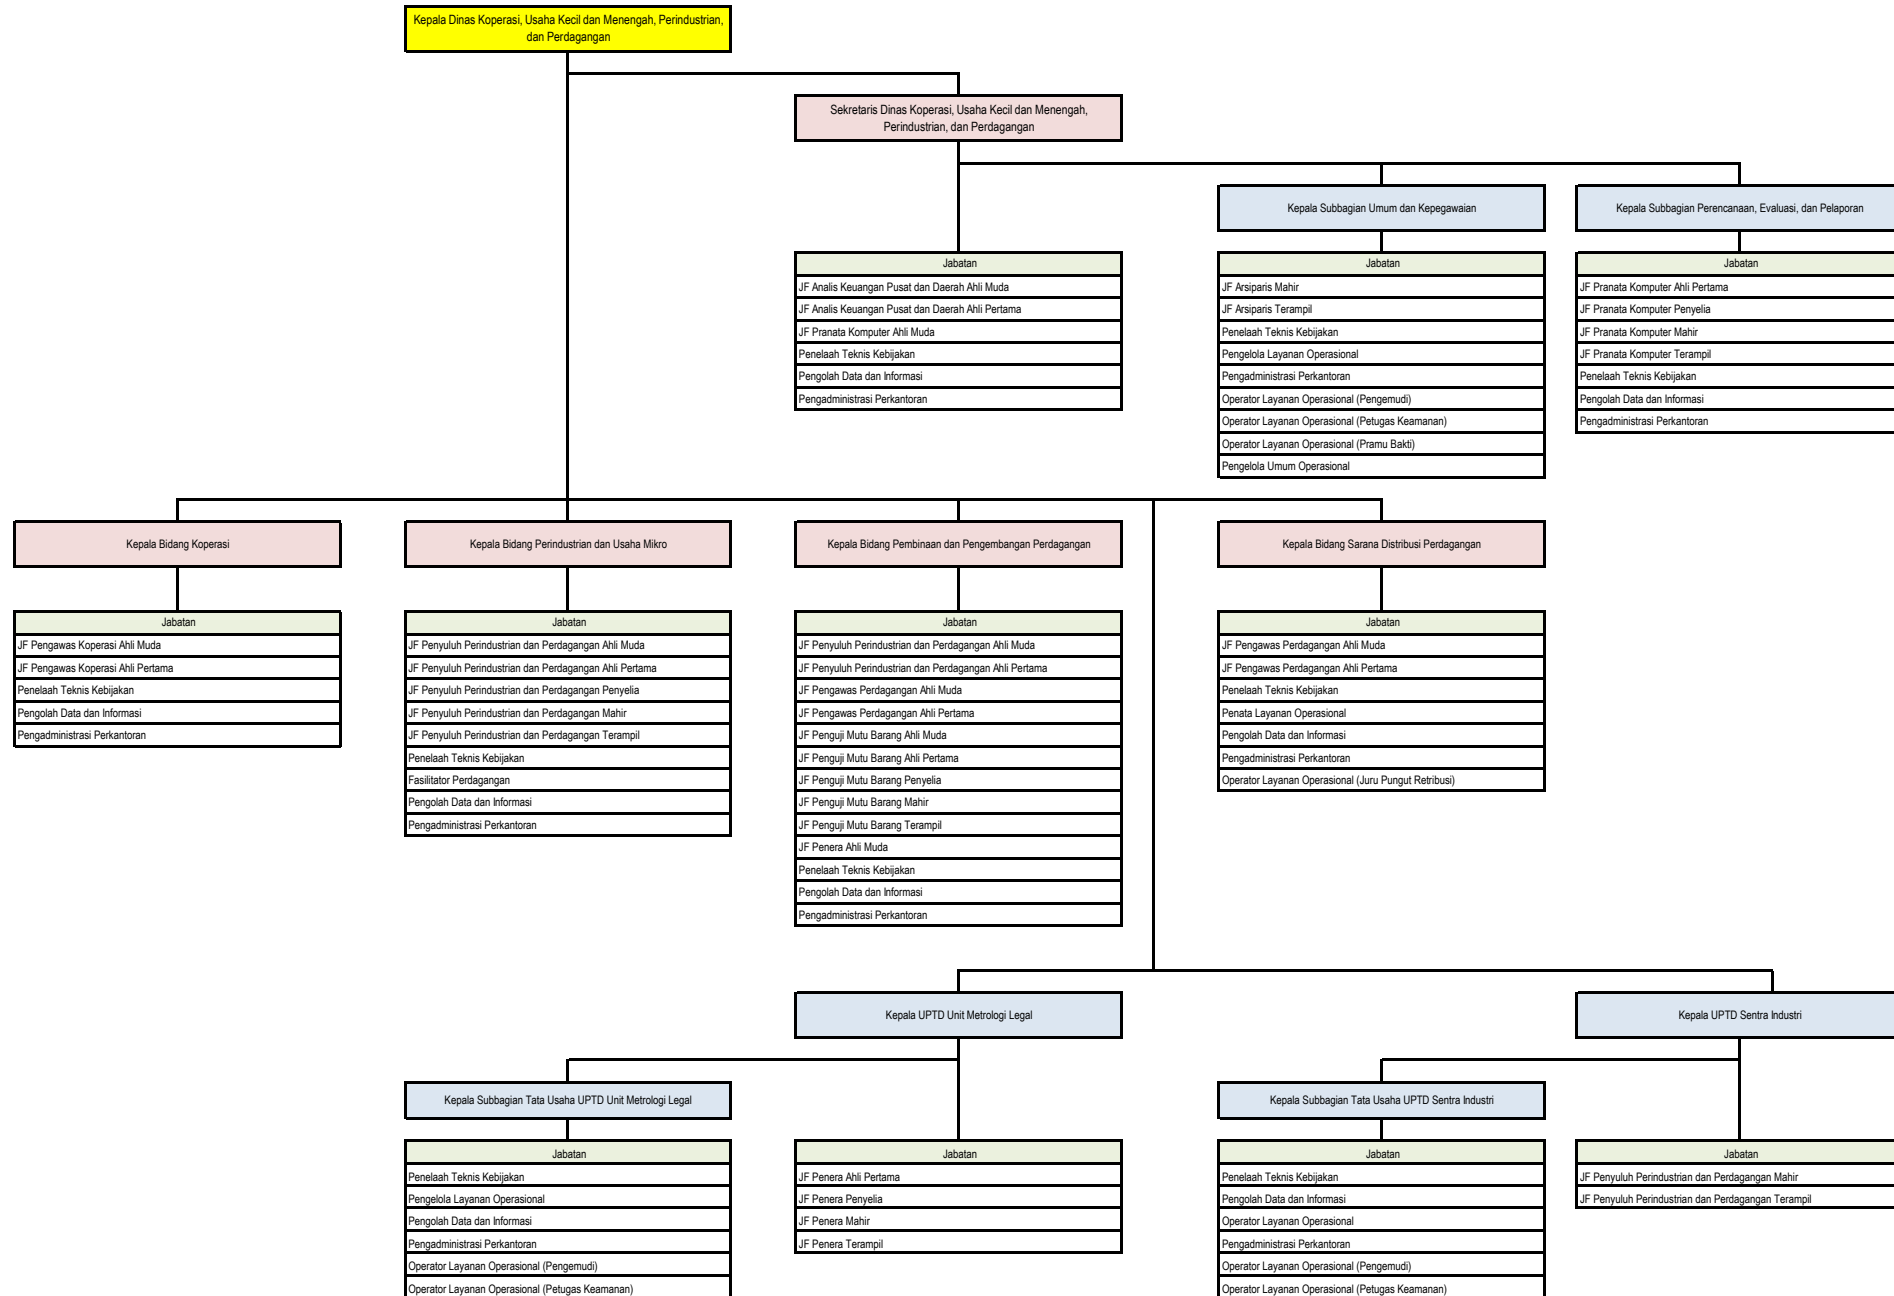 Kepala Dinas Koperasi, Usaha Kecil dan Menengah, Perindustrian,
dan Perdagangan
Sekretaris Dinas Koperasi, Usaha Kecil dan Menengah,
Perindustrian, dan Perdagangan
Kepala Subbagian Umum dan Kepegawaian
Kepala Subbagian Perencanaan, Evaluasi, dan Pelaporan
Jabatan
JF Analis Keuangan Pusat dan Daerah Ahli Muda
JF Analis Keuangan Pusat dan Daerah Ahli Pertama
JF Pranata Komputer Ahli Muda
Penelaah Teknis Kebijakan
Pengolah Data dan Informasi
Pengadministrasi Perkantoran
Jabatan
JF Arsiparis Mahir
JF Arsiparis Terampil
Penelaah Teknis Kebijakan
Pengelola Layanan Operasional
Pengadministrasi Perkantoran
Operator Layanan Operasional (Pengemudi)
Operator Layanan Operasional (Petugas Keamanan)
Operator Layanan Operasional (Pramu Bakti)
Pengelola Umum Operasional
Jabatan
JF Pranata Komputer Ahli Pertama
JF Pranata Komputer Penyelia
JF Pranata Komputer Mahir
JF Pranata Komputer Terampil
Penelaah Teknis Kebijakan
Pengolah Data dan Informasi
Pengadministrasi Perkantoran
Kepala Bidang Koperasi
Jabatan
JF Pengawas Koperasi Ahli Muda
JF Pengawas Koperasi Ahli Pertama
Penelaah Teknis Kebijakan
Pengolah Data dan Informasi
Pengadministrasi Perkantoran
Kepala Bidang Perindustrian dan Usaha Mikro
Jabatan
JF Penyuluh Perindustrian dan Perdagangan Ahli Muda
JF Penyuluh Perindustrian dan Perdagangan Ahli Pertama
JF Penyuluh Perindustrian dan Perdagangan Penyelia
JF Penyuluh Perindustrian dan Perdagangan Mahir
JF Penyuluh Perindustrian dan Perdagangan Terampil
Penelaah Teknis Kebijakan
Fasilitator Perdagangan
Pengolah Data dan Informasi
Pengadministrasi Perkantoran
Kepala Bidang Pembinaan dan Pengembangan Perdagangan
Jabatan
JF Penyuluh Perindustrian dan Perdagangan Ahli Muda
JF Penyuluh Perindustrian dan Perdagangan Ahli Pertama
JF Pengawas Perdagangan Ahli Muda
JF Pengawas Perdagangan Ahli Pertama
JF Penguji Mutu Barang Ahli Muda
JF Penguji Mutu Barang Ahli Pertama
JF Penguji Mutu Barang Penyelia
JF Penguji Mutu Barang Mahir
JF Penguji Mutu Barang Terampil
JF Penera Ahli Muda
Penelaah Teknis Kebijakan
Pengolah Data dan Informasi
Pengadministrasi Perkantoran
Kepala Bidang Sarana Distribusi Perdagangan
Jabatan
JF Pengawas Perdagangan Ahli Muda
JF Pengawas Perdagangan Ahli Pertama
Penelaah Teknis Kebijakan
Penata Layanan Operasional
Pengolah Data dan Informasi
Pengadministrasi Perkantoran
Operator Layanan Operasional (Juru Pungut Retribusi)
Kepala UPTD Unit Metrologi Legal
Kepala UPTD Sentra Industri
Kepala Subbagian Tata Usaha UPTD Unit Metrologi Legal
Jabatan
Penelaah Teknis Kebijakan
Pengelola Layanan Operasional
Pengolah Data dan Informasi
Pengadministrasi Perkantoran
Operator Layanan Operasional (Pengemudi)
Operator Layanan Operasional (Petugas Keamanan)
Jabatan
JF Penera Ahli Pertama
JF Penera Penyelia
JF Penera Mahir
JF Penera Terampil
Kepala Subbagian Tata Usaha UPTD Sentra Industri
Jabatan
Penelaah Teknis Kebijakan
Pengolah Data dan Informasi
Operator Layanan Operasional
Pengadministrasi Perkantoran
Operator Layanan Operasional (Pengemudi)
Operator Layanan Operasional (Petugas Keamanan)
Jabatan
JF Penyuluh Perindustrian dan Perdagangan Mahir
JF Penyuluh Perindustrian dan Perdagangan Terampil